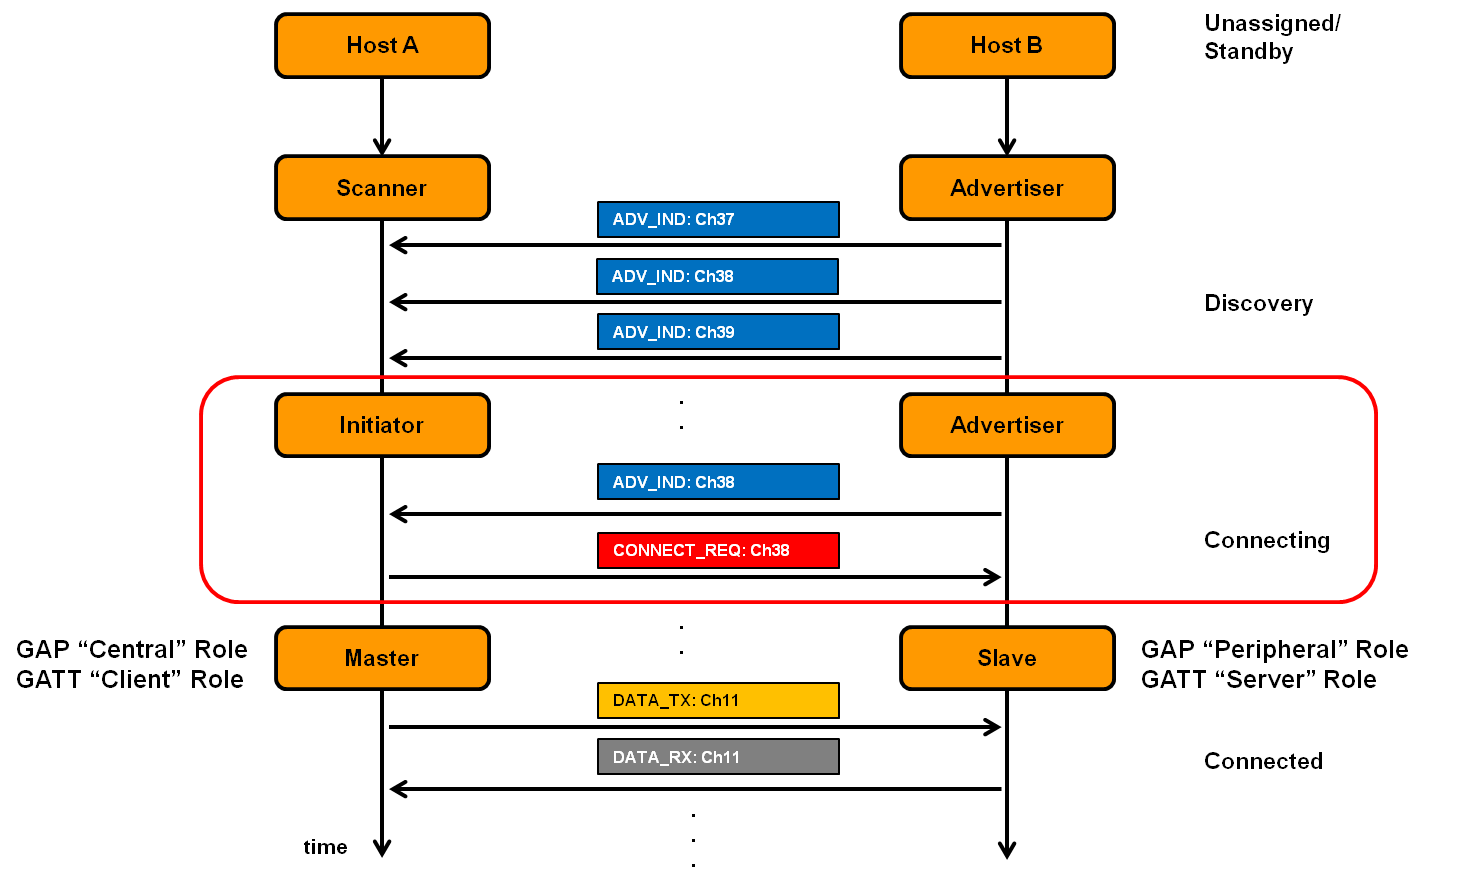 Host A
Host B
Unassigned/
Standby
Scanner
Advertiser
ADV_IND: Ch37
ADV_IND: Ch38
ADV_IND: Ch39
Discovery
Initiator
Advertiser
ADV_IND: Ch38
CONNECT_REQ: Ch38
Connecting
GAP “Central” Role
GATT “Client” Role
Master
Slave
GAP “Peripheral” Role
GATT “Server” Role
DATA_TX: Ch11
DATA_RX: Ch11
Connected
time